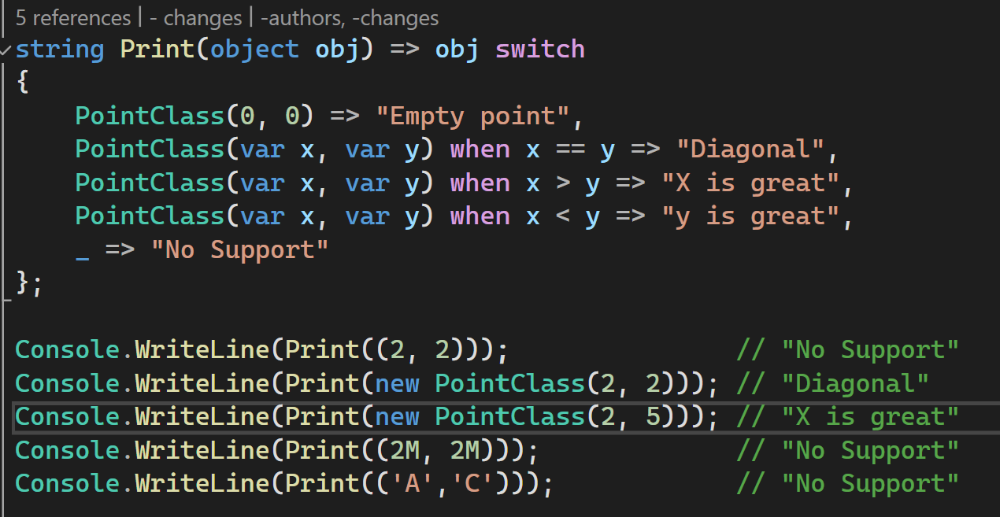 5 references | - changes | -authors, -changes
string Print(object obj) => obj switch
{
    PointClass(0, 0) => "Empty point",
    PointClass(var x, var y) when x == y => "Diagonal",
    PointClass(var x, var y) when x > y => "X is great",
    PointClass(var x, var y) when x < y => "y is great",
    _ => "No Support"
};
Console.WriteLine(Print((2, 2)));               // "No Support"
Console.WriteLine(Print(new PointClass(2, 2))); // "Diagonal"
Console.WriteLine(Print(new PointClass(2, 5))); // "X is great"
Console.WriteLine(Print((2M, 2M)));             // "No Support"
Console.WriteLine(Print(('A','C')));            // "No Support"